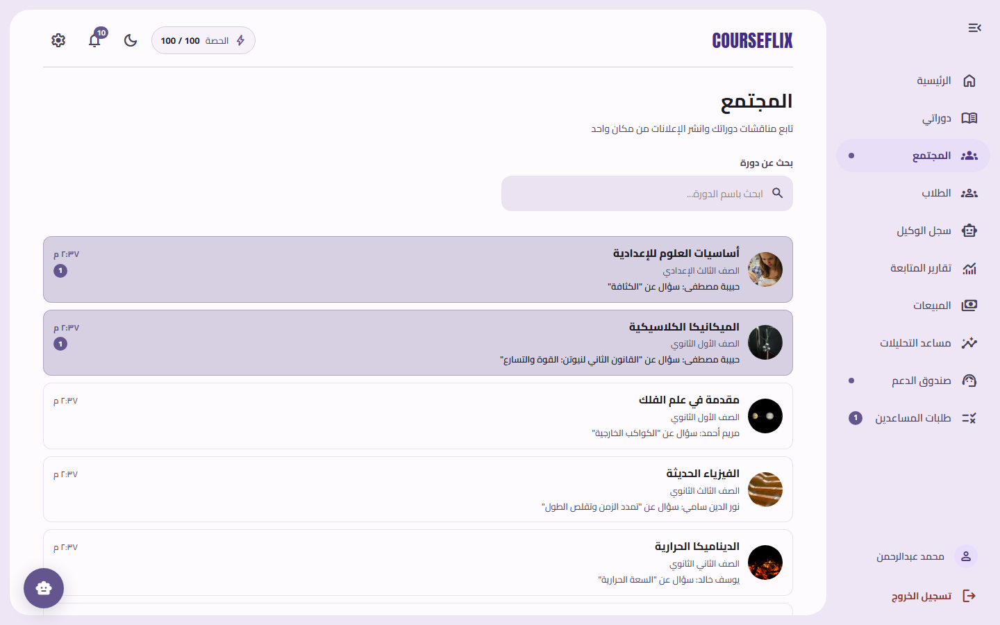 COURSEFLIX
الحصة 100 / 100
10
المجتمع
تابع مناقشات دوراتك وانشر الإعلانات من مكان واحد
بحث عن دورة
ابحث باسم الدورة...
أساسيات العلوم للإعدادية
٢:٣٧ م
الصف الثالث الإعدادي
1
حبيبة مصطفى: سؤال عن "الكثافة"
الميكانيكا الكلاسيكية
٢:٣٧ م
الصف الأول الثانوي
1
حبيبة مصطفى: سؤال عن "القانون الثاني لنيوتن: القوة والتسارع"
مقدمة في علم الفلك
٢:٣٧ م
الصف الأول الثانوي
مريم أحمد: سؤال عن "الكواكب الخارجية"
الفيزياء الحديثة
٢:٣٧ م
الصف الثالث الثانوي
نور الدين سامي: سؤال عن "تمدد الزمن وتقلص الطول"
الديناميكا الحرارية
٢:٣٧ م
الصف الثاني الثانوي
يوسف خالد: سؤال عن "السعة الحرارية"
الرئيسية
دوراتي
المجتمع
الطلاب
سجل الوكيل
تقارير المتابعة
المبيعات
مساعد التحليلات
صندوق الدعم
طلبات المساعدين 1
محمد عبدالرحمن
تسجيل الخروج